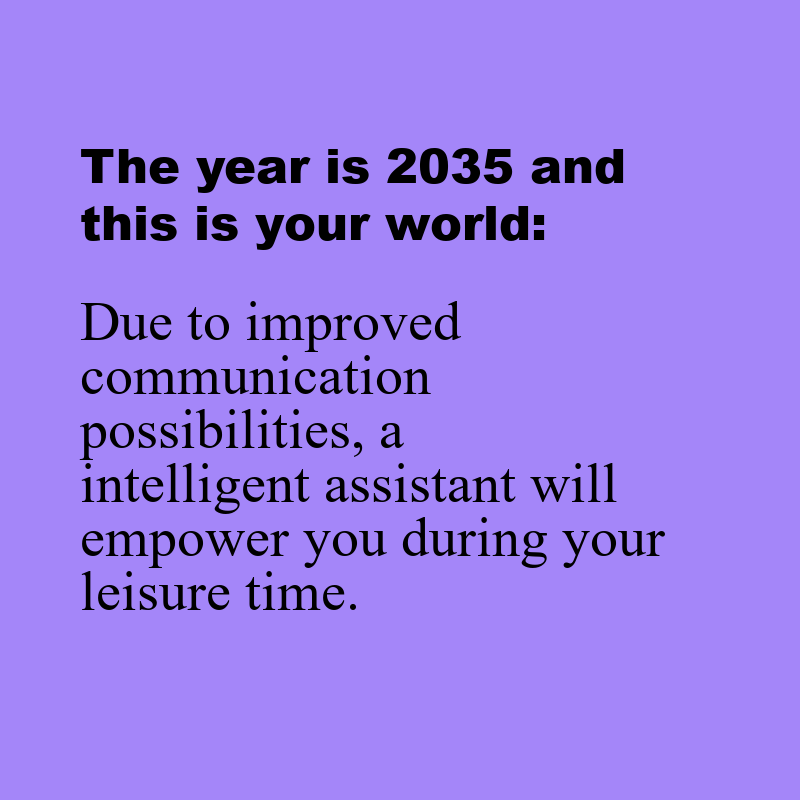 The year is 2035 and
this is your world:
Due to improved
communication
possibilities, a
intelligent assistant will
empower you during your
leisure time.